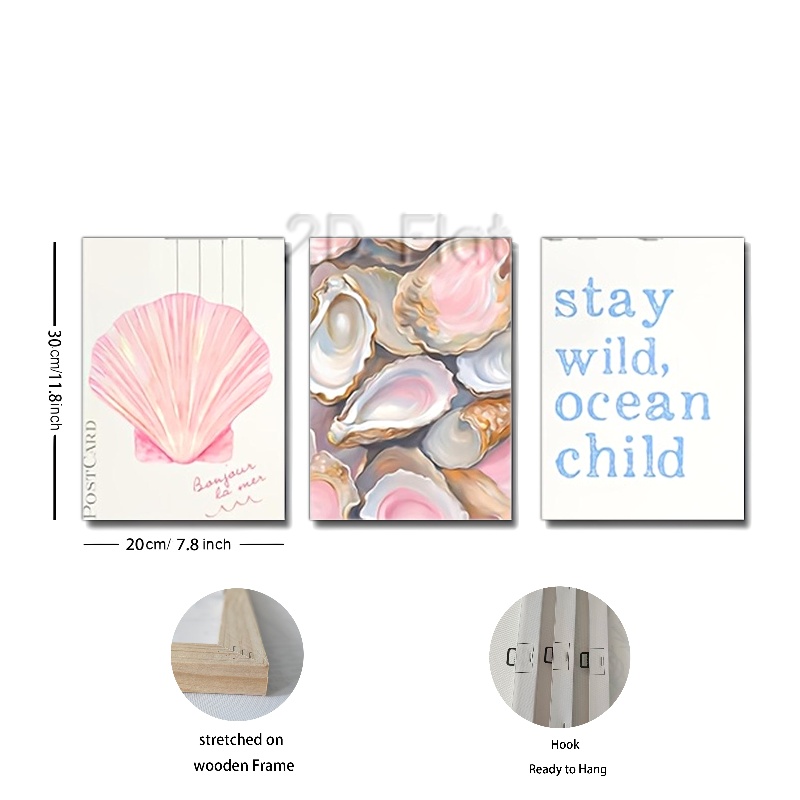 2D Flat
30cm/11.8inch
POSTCARD
Bonjour
la mer
stay
wild,
ocean
child
20cm/ 7.8 inch
stretched on
wooden Frame
Hook
Ready to Hang